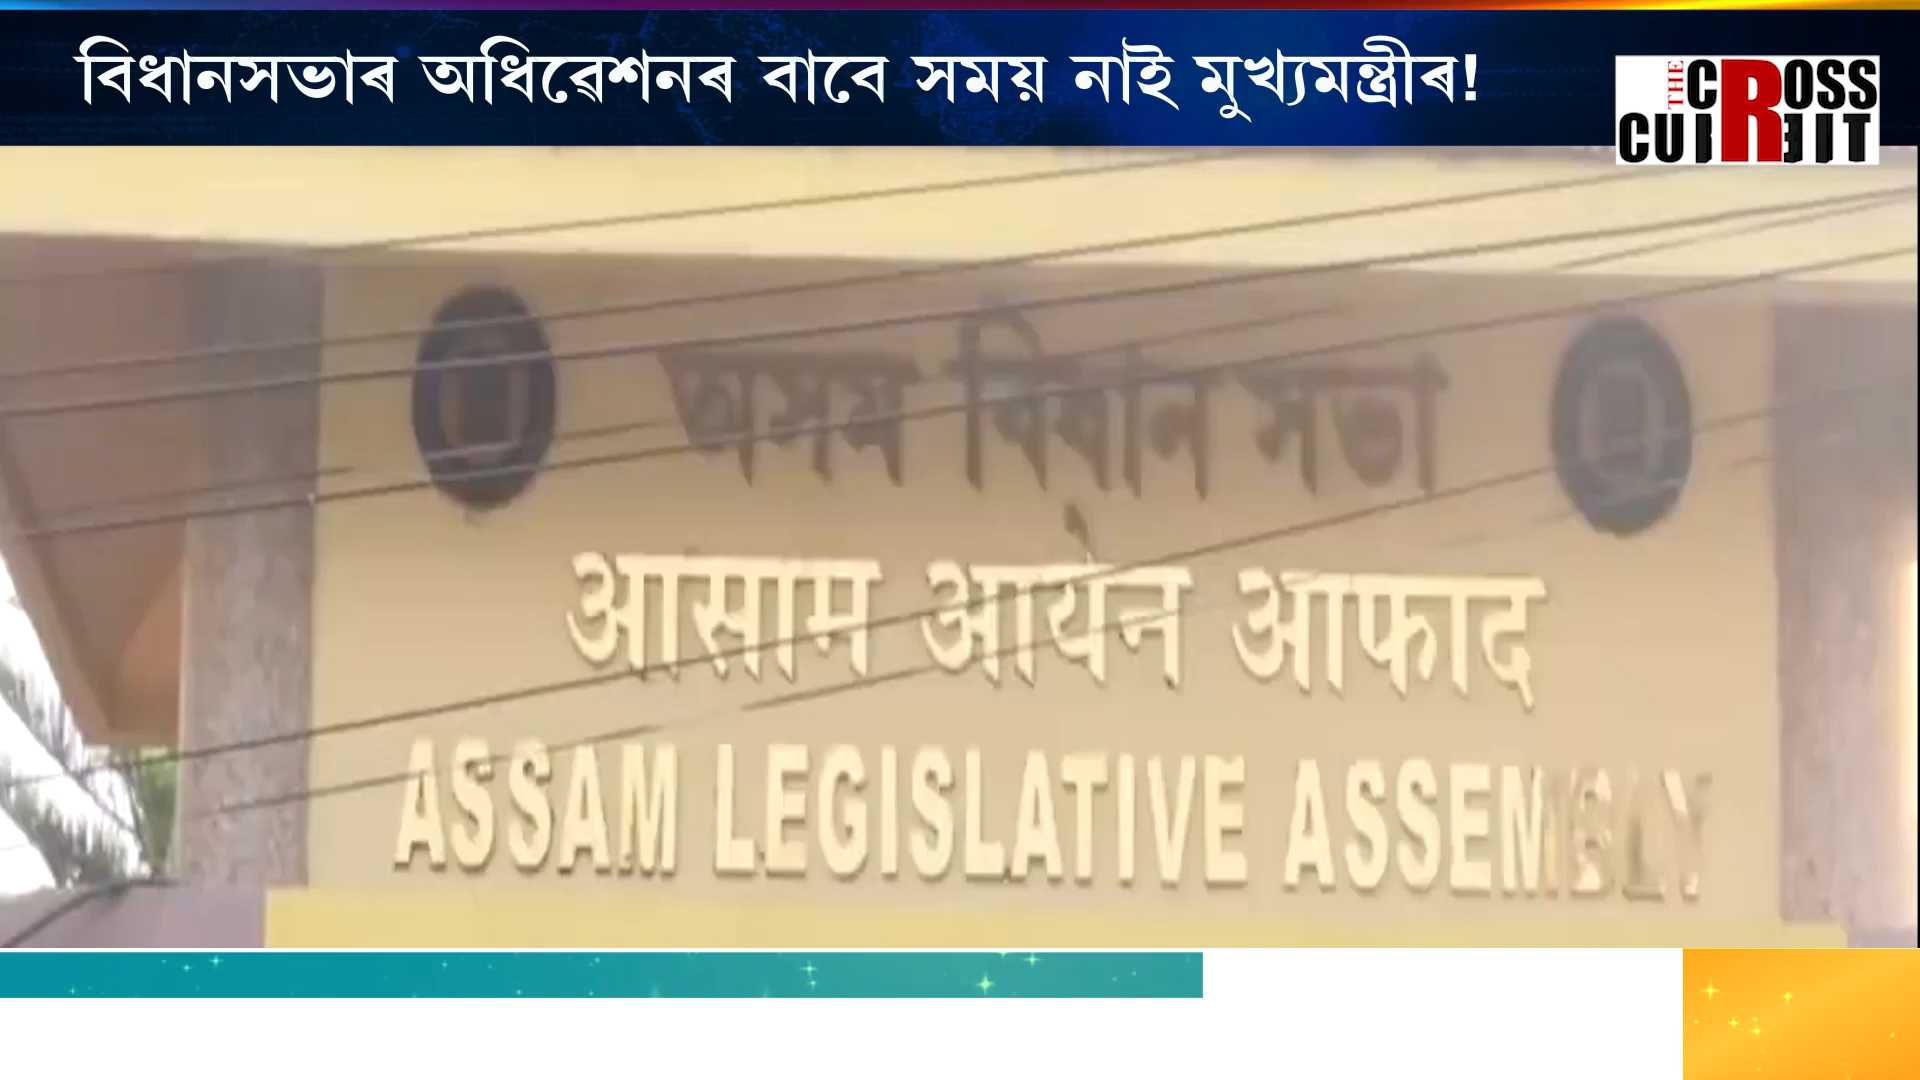 বিধানসভাৰ অধিৱেশনৰ বাবে সময় নাই মুখ্যমন্ত্ৰীৰ!
THE CROSS
CURRENT
অসম বিধান সভা
आसाम आयेन आफाद
ASSAM LEGISLATIVE ASSEMBLY